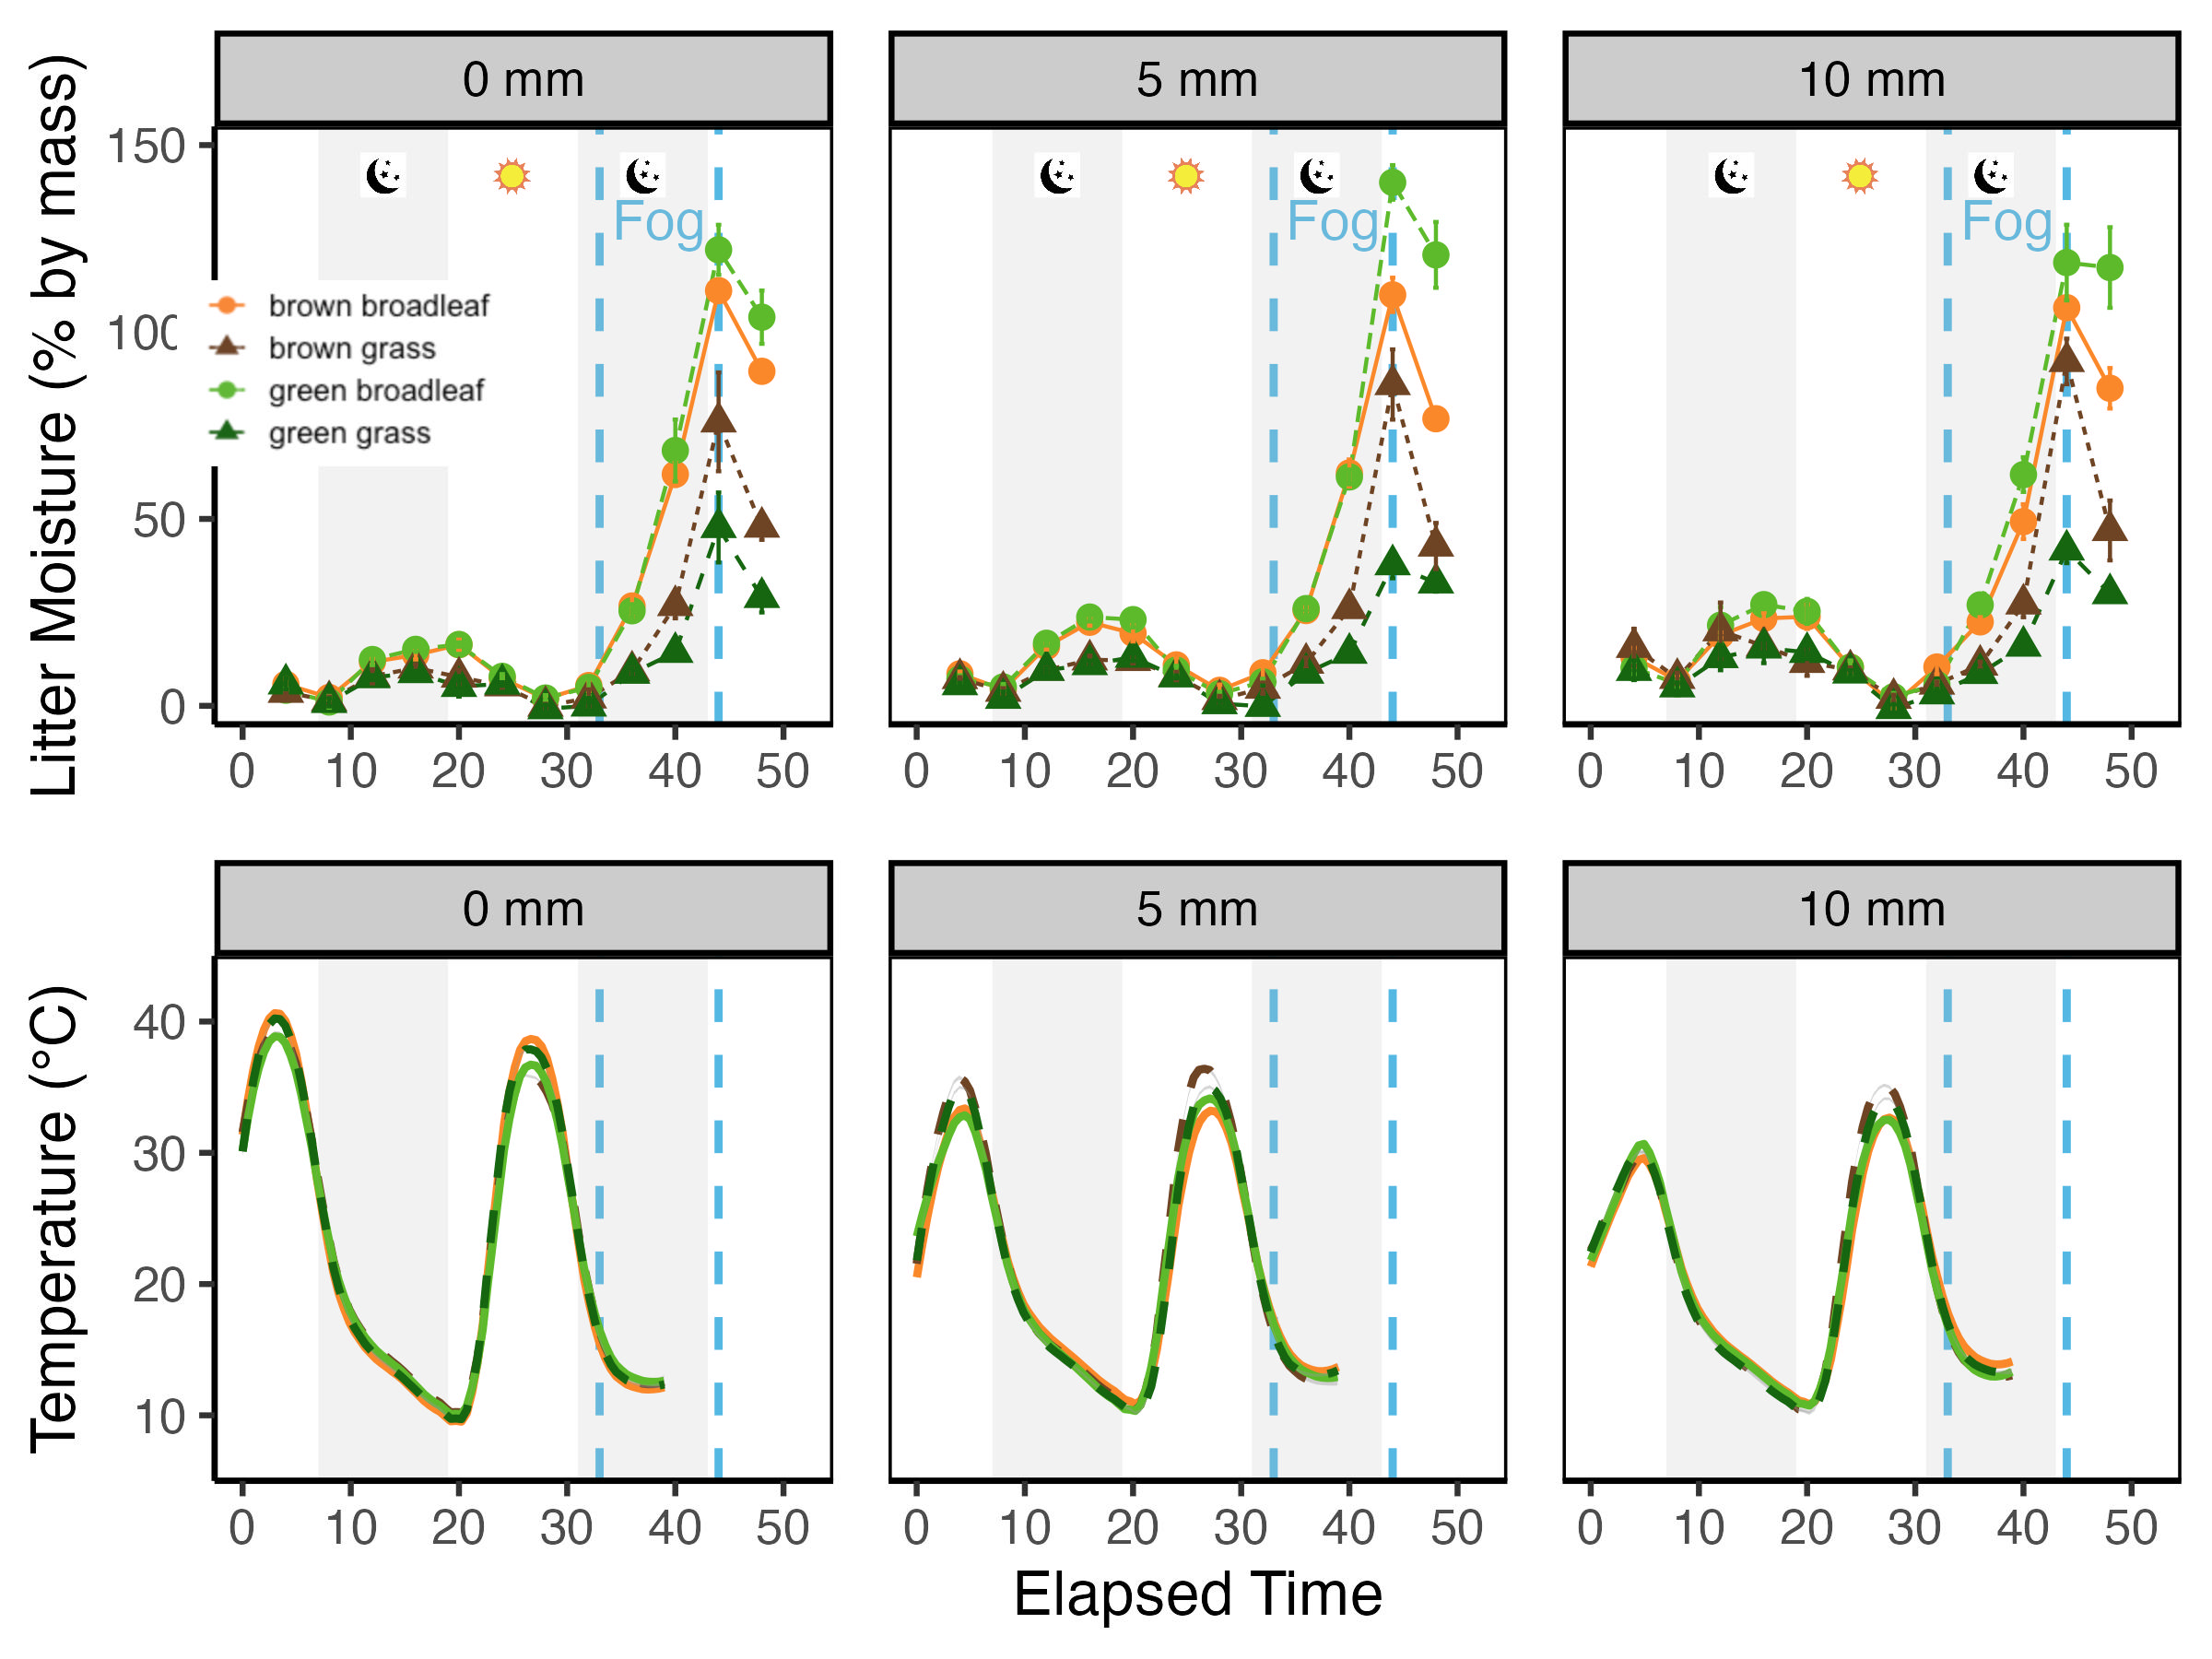 0 mm
5 mm
10 mm
Litter Moisture (% by mass)
150
100
50
0
Fog
Fog
Fog
brown broadleaf
brown grass
green broadleaf
green grass
0 10 20 30 40 50
0 10 20 30 40 50
0 10 20 30 40 50
0 mm
5 mm
10 mm
Temperature (°C)
40
30
20
10
0 10 20 30 40 50
0 10 20 30 40 50
0 10 20 30 40 50
Elapsed Time